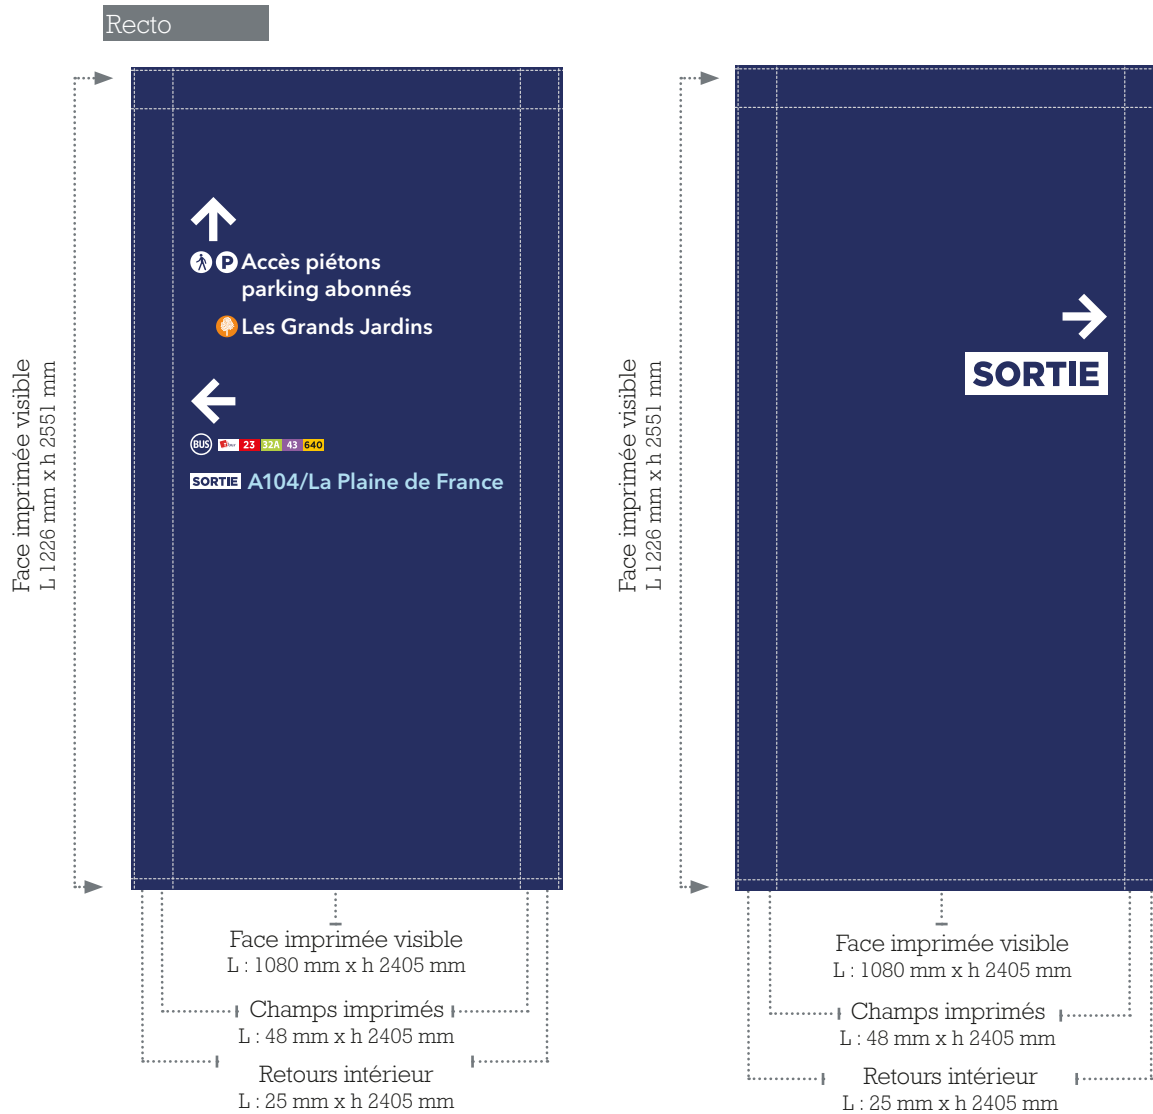 Recto
Face imprimée visible
L 1226 mm x h 2551 mm
P Accès piétons
parking abonnés
Les Grands Jardins
BUS 23 32A 43 640
SORTIE A104/La Plaine de France
Face imprimée visible
L : 1080 mm x h 2405 mm
Champs imprimés
L : 48 mm x h 2405 mm
Retours intérieur
L : 25 mm x h 2405 mm
Face imprimée visible
L 1226 mm x h 2551 mm
SORTIE
Face imprimée visible
L : 1080 mm x h 2405 mm
Champs imprimés
L : 48 mm x h 2405 mm
Retours intérieur
L : 25 mm x h 2405 mm